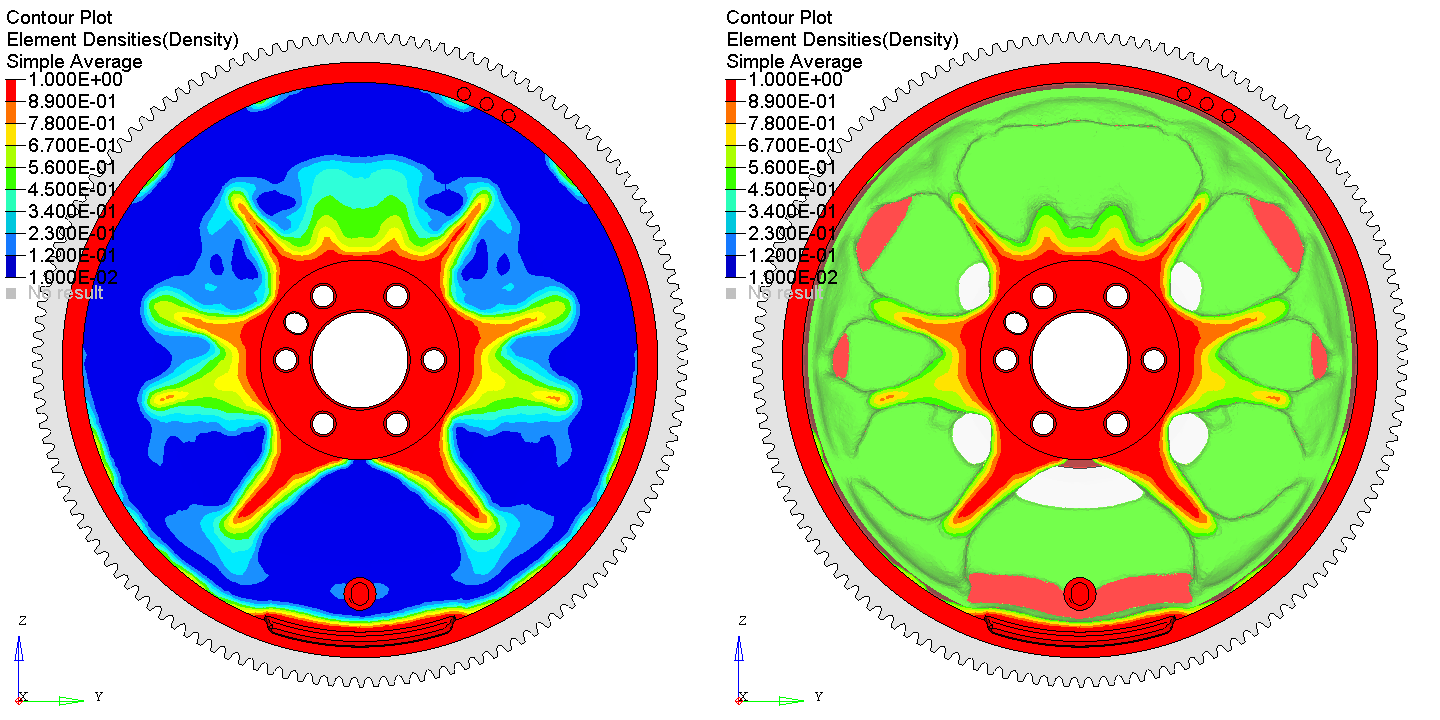 Contour Plot
Element Densities(Density)
Simple Average
1.000E+00
8.900E-01
7.800E-01
6.700E-01
5.600E-01
4.500E-01
3.400E-01
2.300E-01
1.200E-01
1.000E-02
No result
Z
X
Y
Contour Plot
Element Densities(Density)
Simple Average
1.000E+00
8.900E-01
7.800E-01
6.700E-01
5.600E-01
4.500E-01
3.400E-01
2.300E-01
1.200E-01
1.000E-02
No result
Z
X
Y